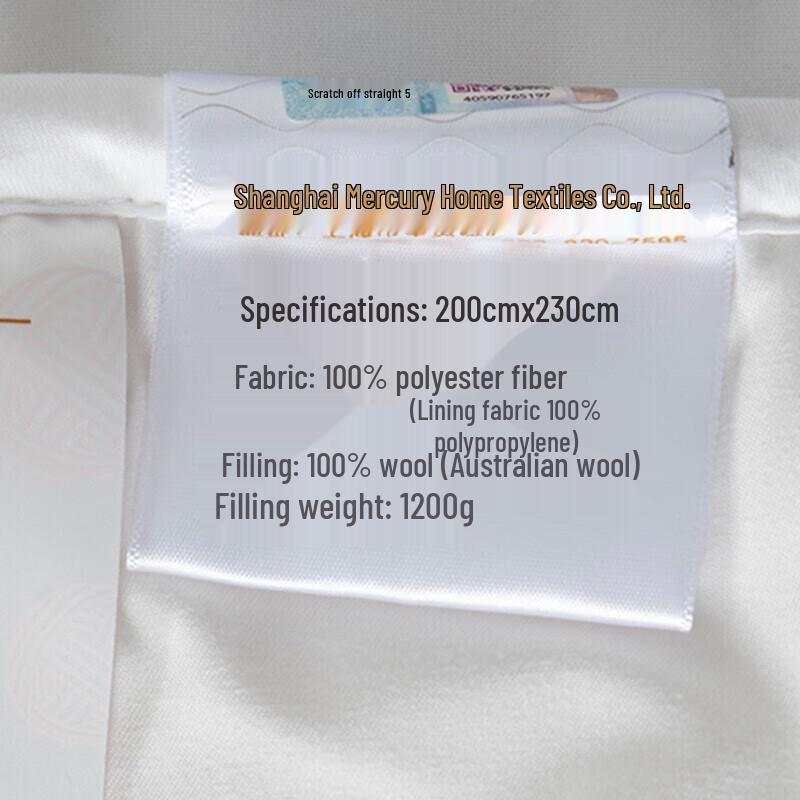 Scratch off straight 5
40590765197
Shanghai Mercury Home Textiles Co., Ltd.
Specifications: 200cmx230cm
Fabric: 100% polyester fiber
(Lining fabric 100%
polypropylene)
Filling: 100% wool (Australian wool)
Filling weight: 1200g